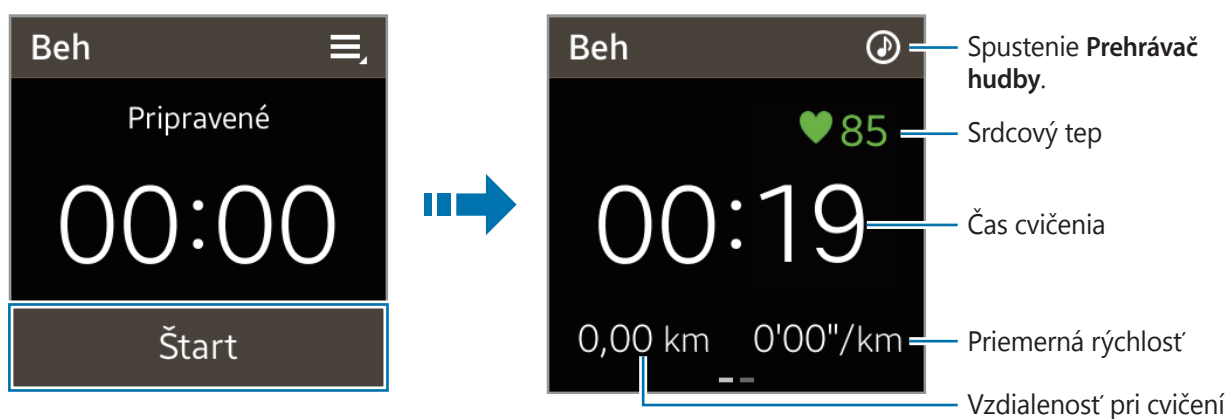 Beh
Pripravené
00:00
Štart
Beh
85
00:19
0,00 km 0'00"/km
Spustenie Prehrávač
hudby.
Srdcový tep
Čas cvičenia
Priemerná rýchlosť
Vzdialenosť pri cvičení